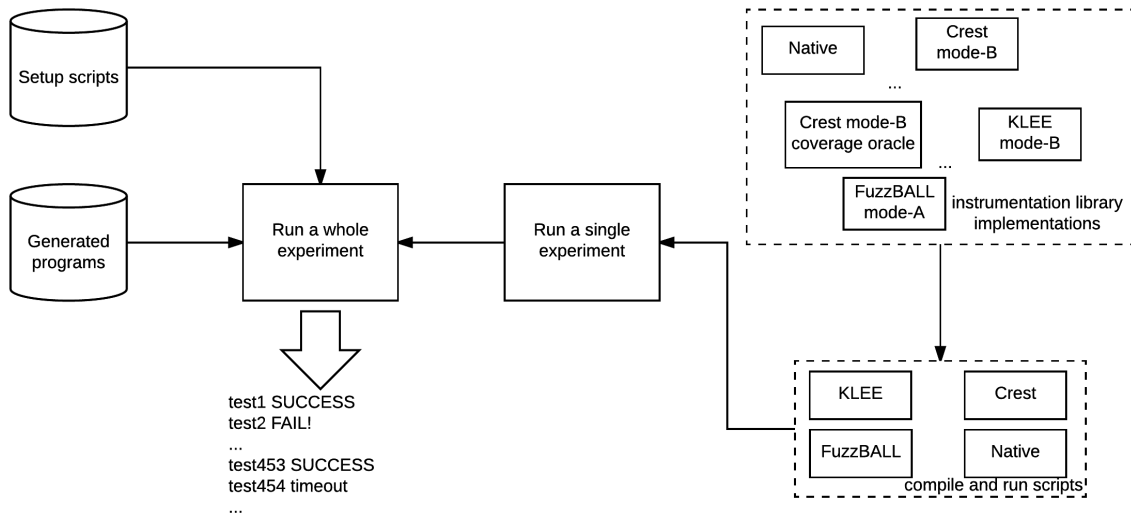 Setup scripts
Generated
programs
Run a whole
experiment
Run a single
experiment
Native
Crest
mode-B
...
Crest mode-B
coverage oracle
KLEE
mode-B
...
FuzzBALL
mode-A
instrumentation library
implementations
KLEE
Crest
FuzzBALL
Native
compile and run scripts
test1 SUCCESS
test2 FAIL!
...
test453 SUCCESS
test454 timeout
...